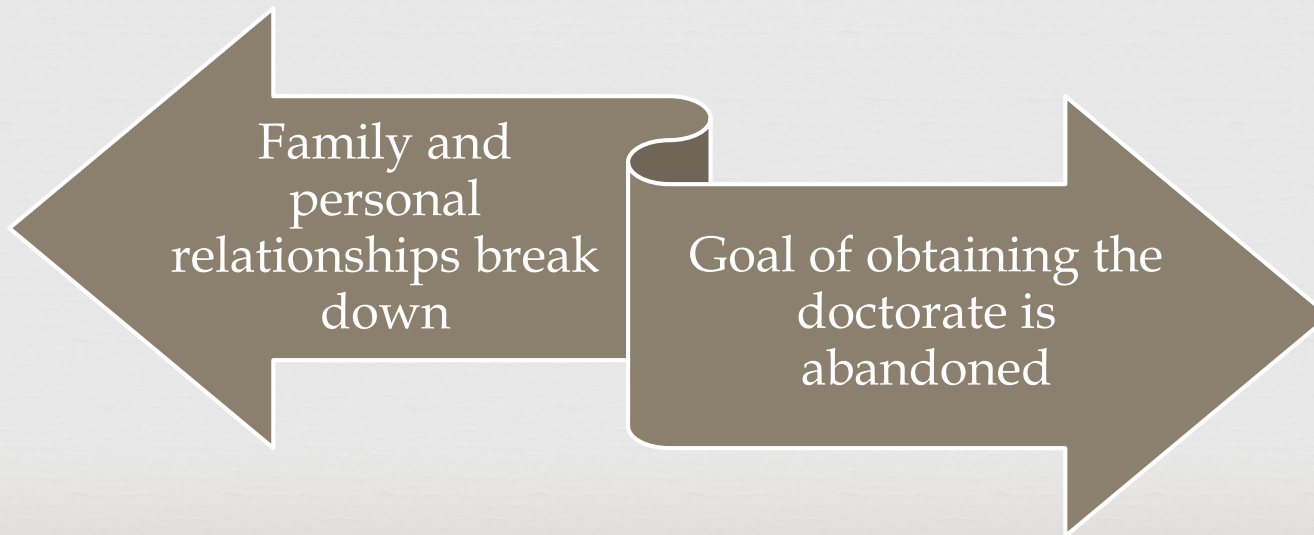 Family and
personal
relationships break
down
Goal of obtaining the
doctorate is
abandoned